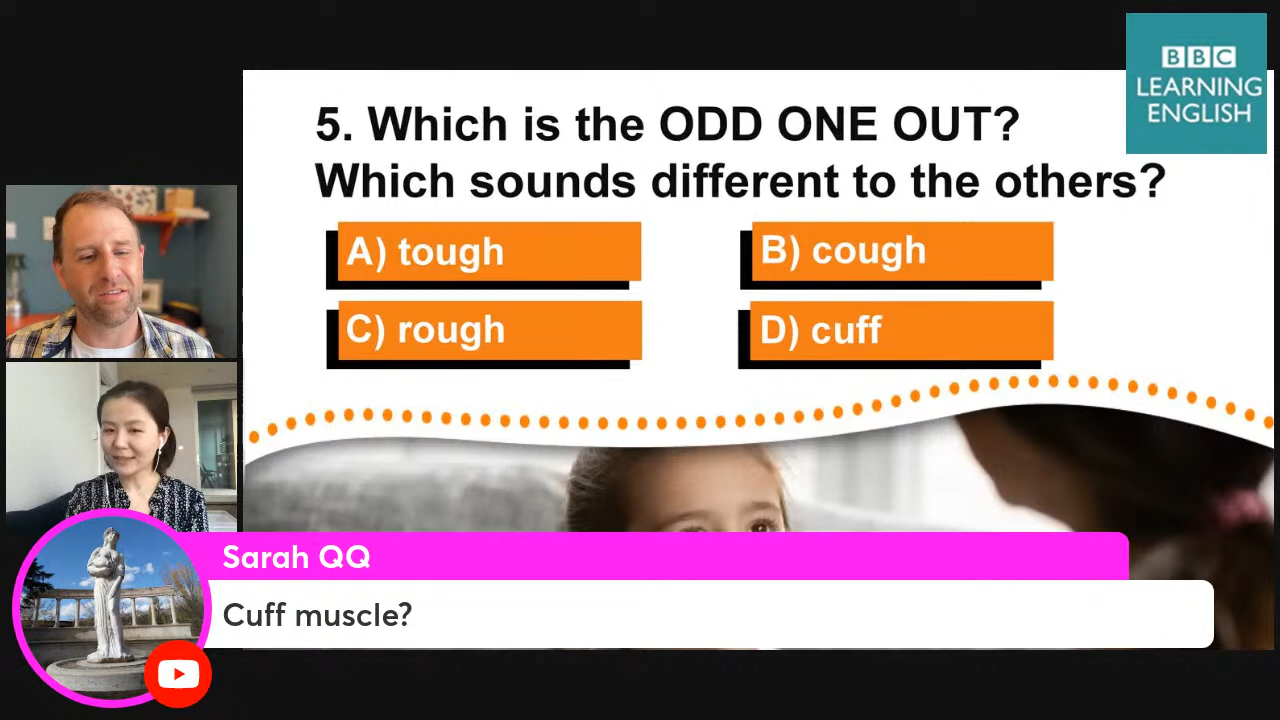 BBC
LEARNING
ENGLISH
5. Which is the ODD ONE OUT?
Which sounds different to the others?
A) tough
B) cough
C) rough
D) cuff
Sarah QQ
Cuff muscle?